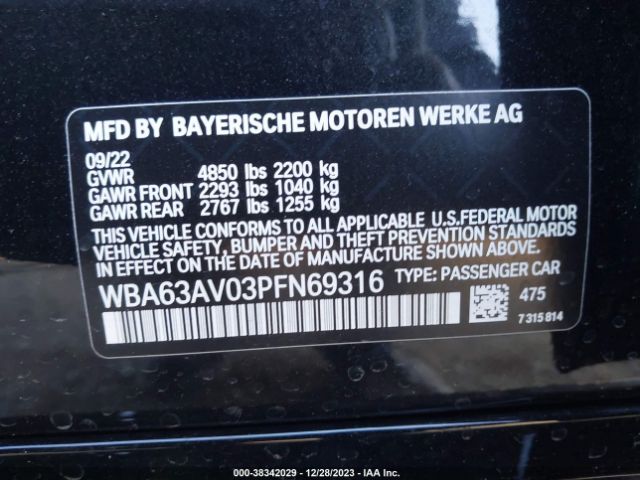 MFD BY BAYERISCHE MOTOREN WERKE AG
09/22
GVWR 4850 lbs 2200 kg
GAWR FRONT 2293 lbs 1040 kg
GAWR REAR 2767 lbs 1255 kg
THIS VEHICLE CONFORMS TO ALL APPLICABLE U.S.FEDERAL MOTOR
VEHICLE SAFETY, BUMPER AND THEFT PREVENTION STANDARDS
IN EFFECT ON THE DATE OF MANUFACTURE SHOWN ABOVE.
WBA63AV03PFN69316 TYPE: PASSENGER CAR
475
7 315 814
000-38342029 - 12/28/2023 - IAAI.COM